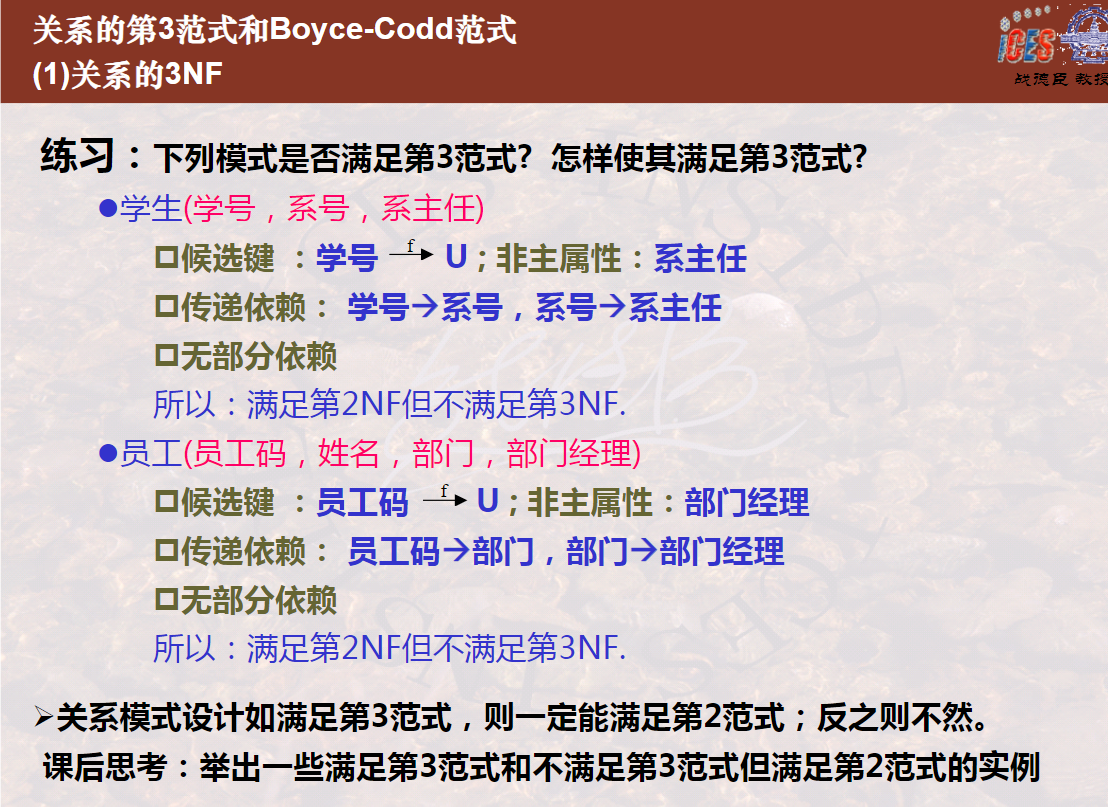 关系的第3范式和Boyce-Codd范式
(1)关系的3NF
ICES
战德臣 教授
练习：下列模式是否满足第3范式? 怎样使其满足第3范式?
●学生(学号，系号，系主任)
候选键 ：学号 f→ U；非主属性：系主任
传递依赖： 学号→系号，系号→系主任
无部分依赖
所以：满足第2NF但不满足第3NF.
●员工(员工码，姓名，部门，部门经理)
候选键 ：员工码 f→ U；非主属性：部门经理
传递依赖： 员工码→部门，部门→部门经理
无部分依赖
所以：满足第2NF但不满足第3NF.
➢关系模式设计如满足第3范式，则一定能满足第2范式；反之则不然。
课后思考：举出一些满足第3范式和不满足第3范式但满足第2范式的实例